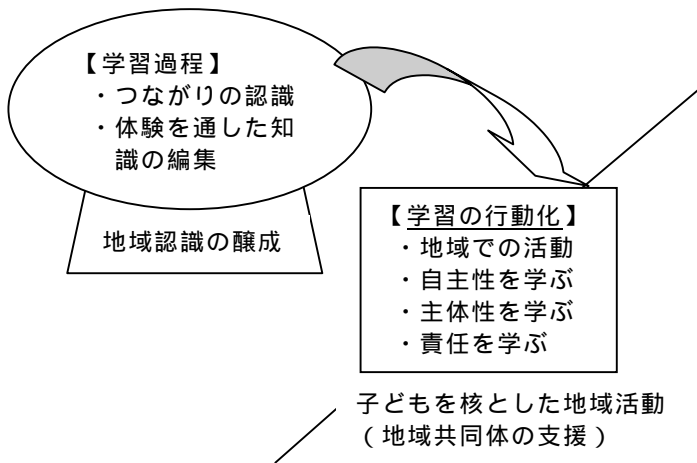 【学習過程】
・つながりの認識
・体験を通した知
識の編集
地域認識の醸成
【学習の行動化】
・地域での活動
・自主性を学ぶ
・主体性を学ぶ
・責任を学ぶ
子どもを核とした地域活動
（地域共同体の支援）